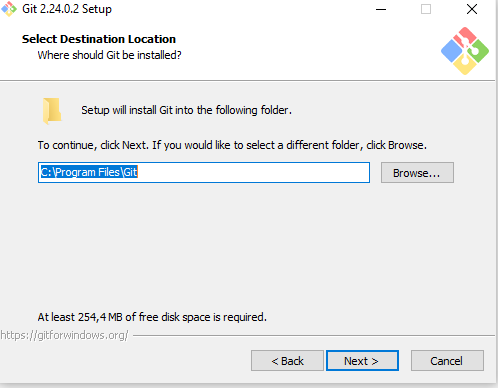 Git 2.24.0.2 Setup
Select Destination Location
Where should Git be installed?
Setup will install Git into the following folder.
To continue, click Next. If you would like to select a different folder, click Browse.
C:\Program Files\Git
Browse...
At least 254,4 MB of free disk space is required.
https://gitforwindows.org/
< Back
Next >
Cancel